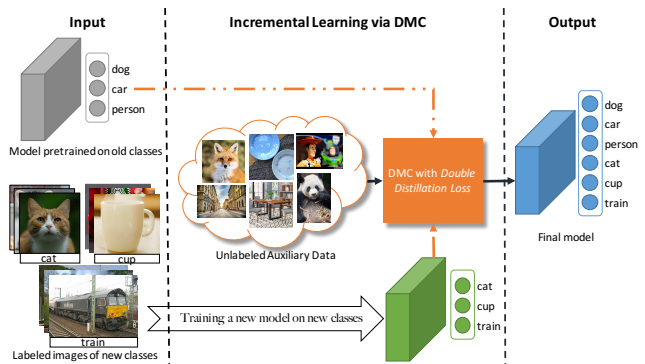 Input
Incremental Learning via DMC
Output
dog
car
person
Model pretrained on old classes
cat
cup
train
Labeled images of new classes
Unlabeled Auxiliary Data
DMC with Double
Distillation Loss
Training a new model on new classes
cat
cup
train
dog
car
person
cat
cup
train
Final model